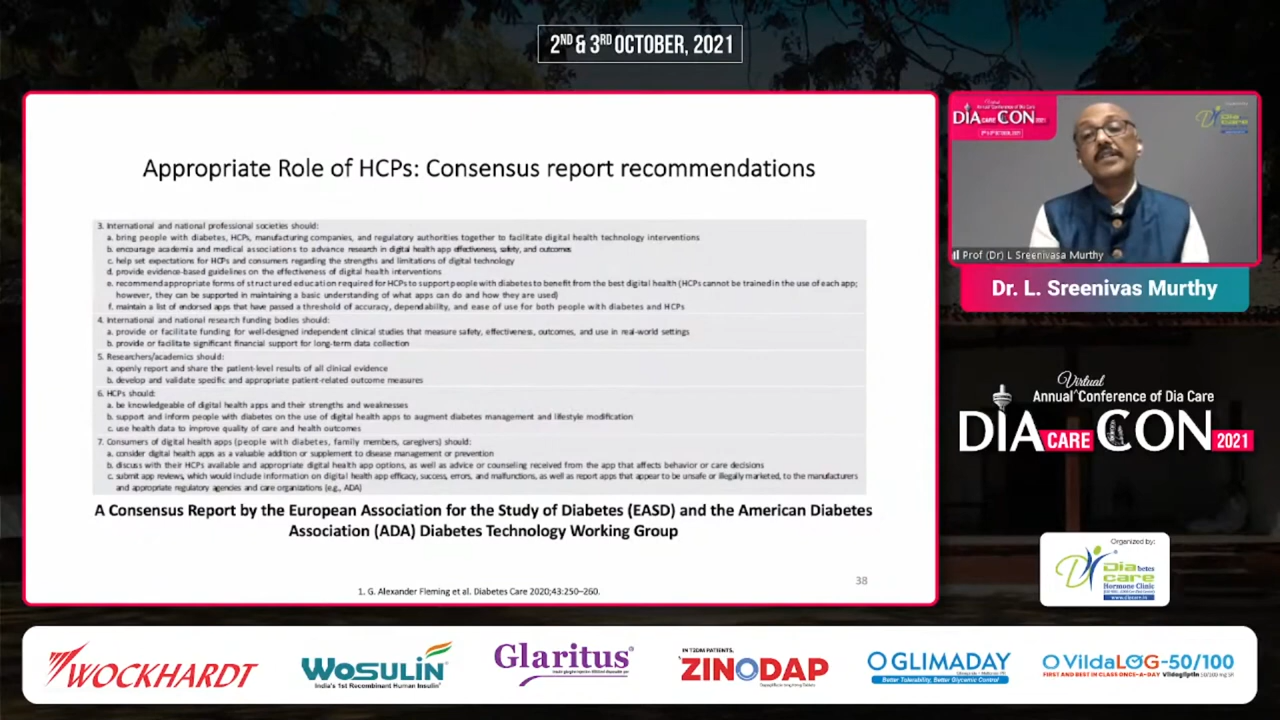 2ND & 3RD OCTOBER, 2021
Appropriate Role of HCPs: Consensus report recommendations
3. International and national professional societies should:
a. bring people with diabetes, HCPs, manufacturing companies, and regulatory authorities together to facilitate digital health technology interventions
b. encourage academia and medical associations to advance research in digital health app effectiveness, safety, and outcomes
c. help set expectations for HCPs and consumers regarding the strengths and limitations of digital technology
d. provide evidence-based guidelines on the effectiveness of digital health interventions
e. recommend appropriate forms of structured education required for HCPs to support people with diabetes to benefit from the best digital health (HCPs cannot be trained in the use of each app;
however, they can be supported in maintaining a basic understanding of what apps can do and how they are used)
f. maintain a list of endorsed apps that have passed a threshold of accuracy, dependability, and ease of use for both people with diabetes and HCPs
4. International and national research funding bodies should:
a. provide or facilitate funding for well-designed independent clinical studies that measure safety, effectiveness, outcomes, and use in real-world settings
b. provide or facilitate significant financial support for long-term data collection
5. Researchers/academics should:
a. openly report and share the patient-level results of all clinical evidence
b. develop and validate specific and appropriate patient-related outcome measures
6. HCPs should:
a. be knowledgeable of digital health apps and their strengths and weaknesses
b. support and inform people with diabetes on the use of digital health apps to augment diabetes management and lifestyle modification
c. use health data to improve quality of care and health outcomes
7. Consumers of digital health apps (people with diabetes, family members, caregivers) should:
a. consider digital health apps as a valuable addition or supplement to disease management or prevention
b. discuss with their HCPs available and appropriate digital health app options, as well as advice or counseling received from the app that affects behavior or care decisions
c. submit app reviews, which would include information on digital health app efficacy, success, errors, and malfunctions, as well as report apps that appear to be unsafe or illegally marketed, to the manufacturers
and appropriate regulatory agencies and care organizations (e.g., ADA)
A Consensus Report by the European Association for the Study of Diabetes (EASD) and the American Diabetes
Association (ADA) Diabetes Technology Working Group
38
1. G. Alexander Fleming et al. Diabetes Care 2020;43:250–260.
Virtual
Annual Conference of Dia Care
DIA CARE CON 2021
Prof (Dr) L Sreenivasa Murthy
Dr. L. Sreenivas Murthy
Virtual
Annual Conference of Dia Care
DIA CARE CON 2021
Organized by:
Diabetes
care
Hormone Clinic
www.diacare.in
WOCKHARDT
WOSULIN
India's 1st Recombinant Human Insulin
Glaritus
IN T2DM PATIENTS,
ZINODAP
GLIMADAY
Better Tolerability, Better Glycemic Control
VildaLOG-50/100
FIRST AND BEST IN CLASS ONCE-A-DAY Vildagliptin 50/100 mg SR